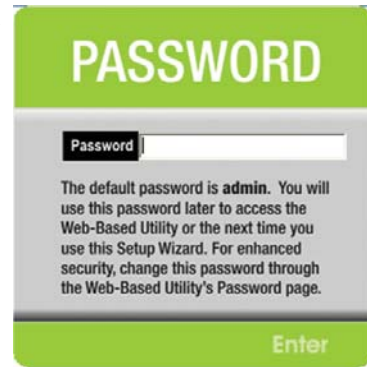 PASSWORD
Password
The default password is admin. You will
use this password later to access the
Web-Based Utility or the next time you
use this Setup Wizard. For enhanced
security, change this password through
the Web-Based Utility's Password page.
Enter